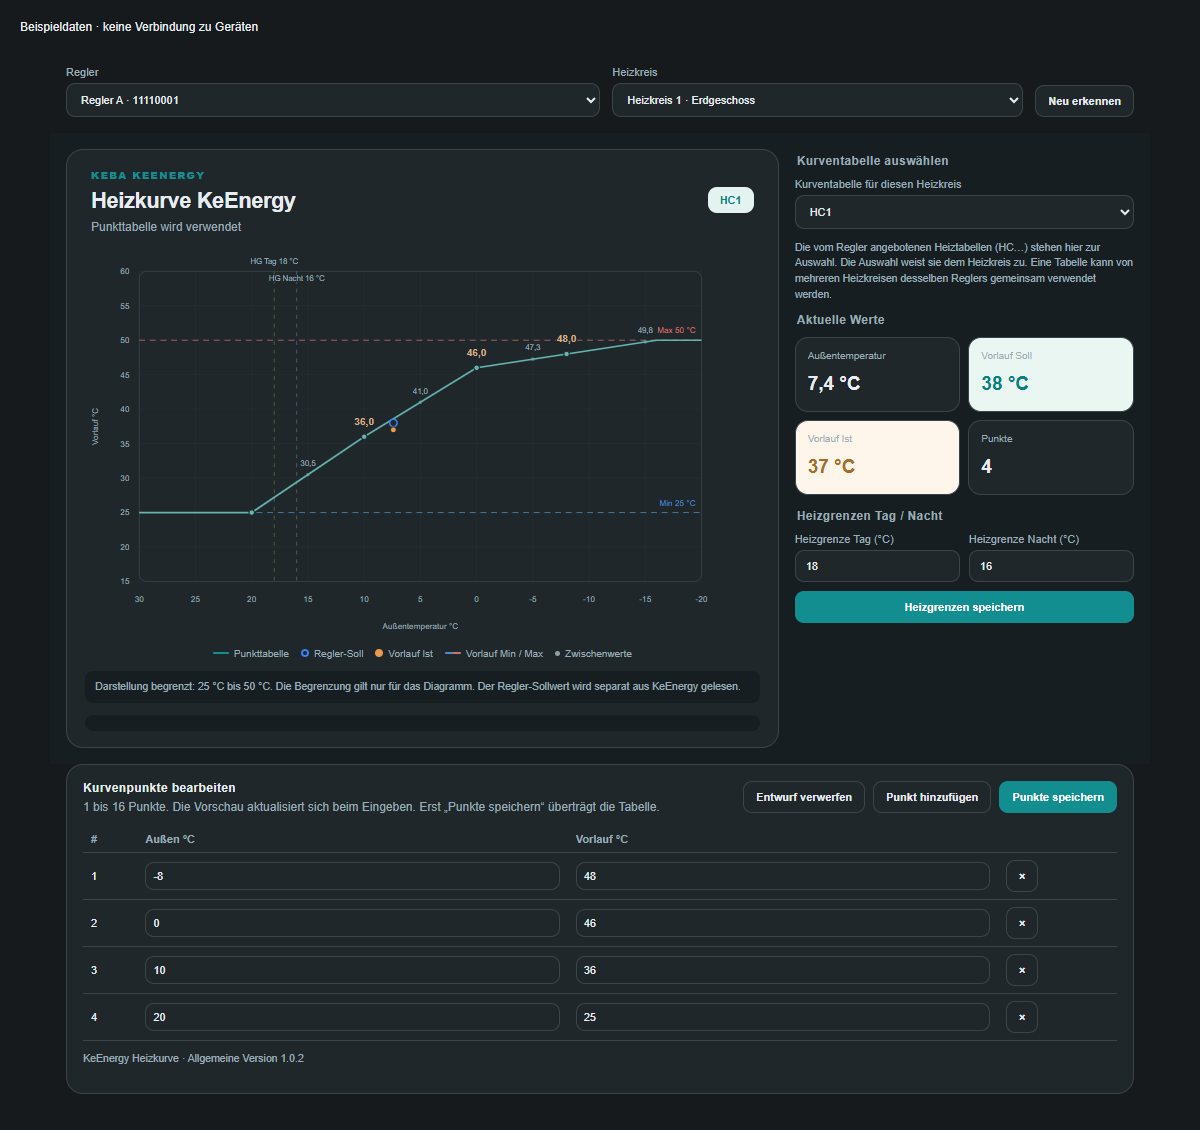 Beispieldaten · keine Verbindung zu Geräten
Regler
Heizkreis
Regler A · 11110001
Heizkreis 1 · Erdgeschoss
Neu erkennen
KEBA KEENERGY
Heizkurve KeEnergy
Punkttabelle wird verwendet
HC1
HG Tag 18 °C
HG Nacht 16 °C
60
55
50
45
40
35
30
25
20
15
Vorlauf °C
30,5
36,0
41,0
46,0
47,3
48,0
49,8
Max 50 °C
Min 25 °C
30
25
20
15
10
5
0
-5
-10
-15
-20
Außentemperatur °C
Punkttabelle
Regler-Soll
Vorlauf Ist
Vorlauf Min / Max
Zwischenwerte
Darstellung begrenzt: 25 °C bis 50 °C. Die Begrenzung gilt nur für das Diagramm. Der Regler-Sollwert wird separat aus KeEnergy gelesen.
Kurventabelle auswählen
Kurventabelle für diesen Heizkreis
HC1
Die vom Regler angebotenen Heiztabellen (HC...) stehen hier zur
Auswahl. Die Auswahl weist sie dem Heizkreis zu. Eine Tabelle kann von
mehreren Heizkreisen desselben Reglers gemeinsam verwendet
werden.
Aktuelle Werte
Außentemperatur
7,4 °C
Vorlauf Soll
38 °C
Vorlauf Ist
37 °C
Punkte
4
Heizgrenzen Tag / Nacht
Heizgrenze Tag (°C)
Heizgrenze Nacht (°C)
18
16
Heizgrenzen speichern
Kurvenpunkte bearbeiten
1 bis 16 Punkte. Die Vorschau aktualisiert sich beim Eingeben. Erst „Punkte speichern“ überträgt die Tabelle.
Entwurf verwerfen
Punkt hinzufügen
Punkte speichern
# Außen °C Vorlauf °C
1 -8 48 ×
2 0 46 ×
3 10 36 ×
4 20 25 ×
KeEnergy Heizkurve · Allgemeine Version 1.0.2